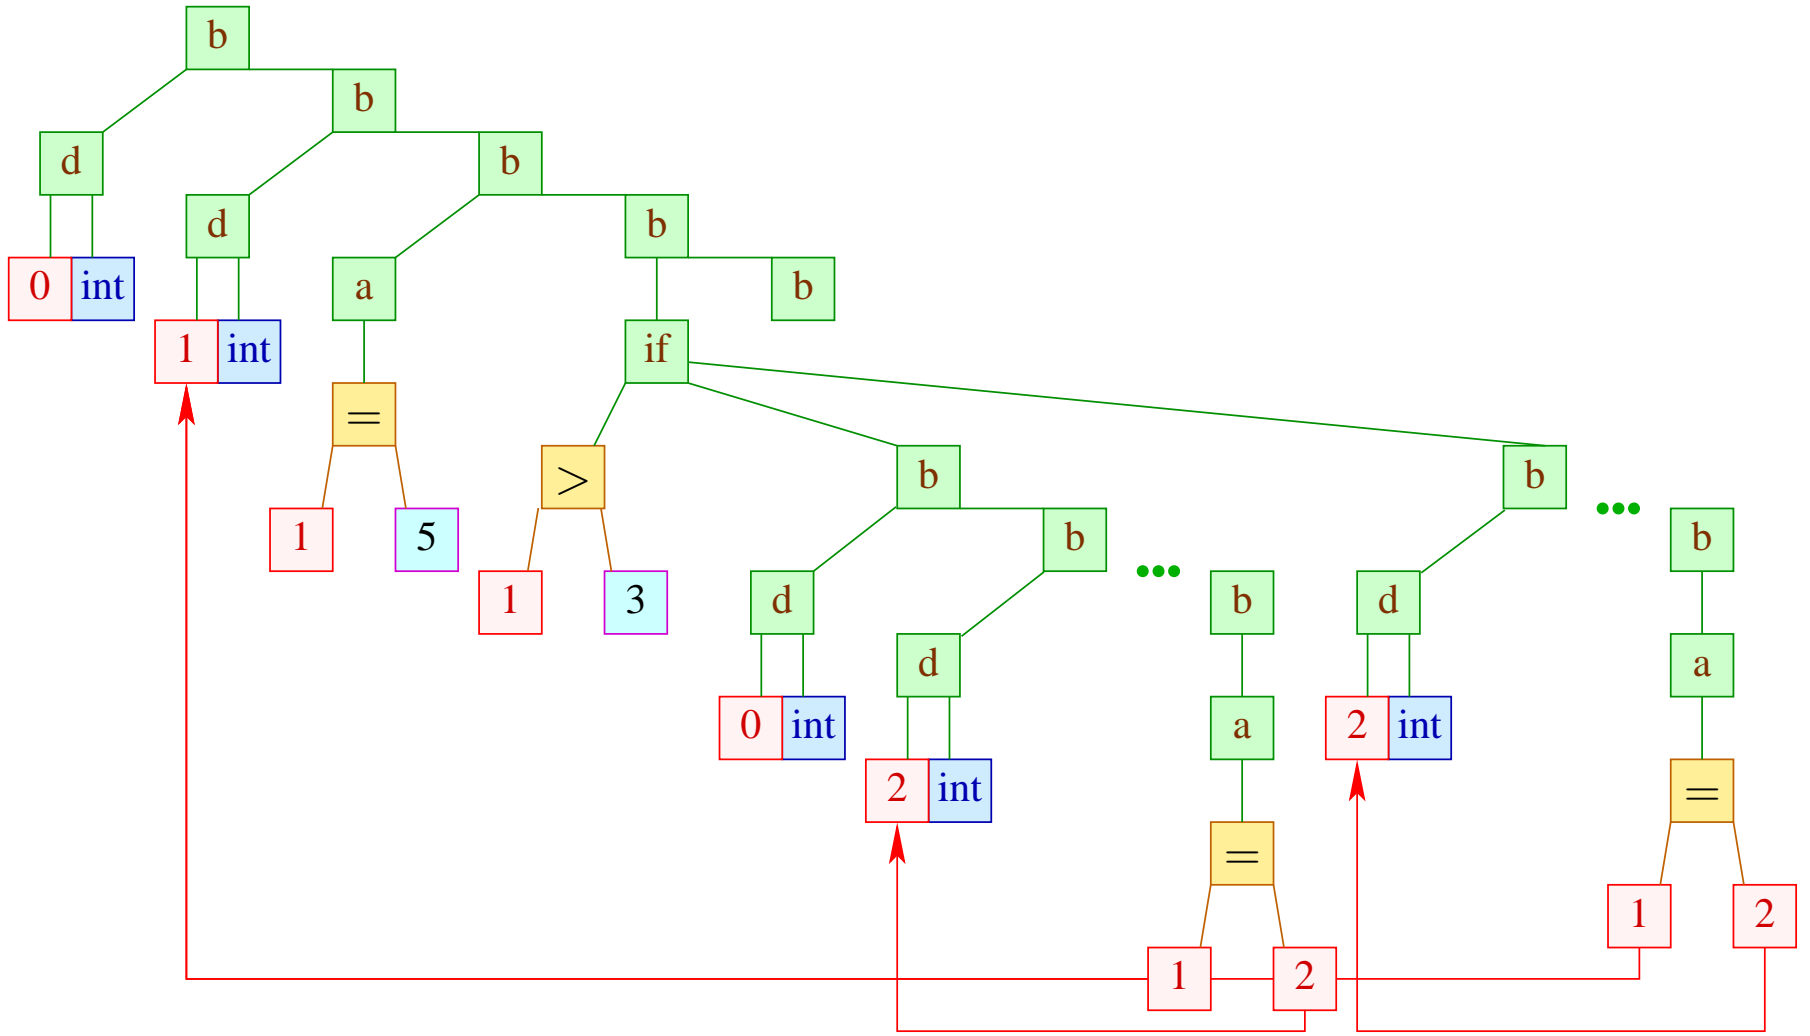 b
b
d b
d b
0 int a b
1 int if
=
> b b
1 5 b b
1 3 d b d
d a
0 int a 2 int
2 int =
=
1 2
1 2